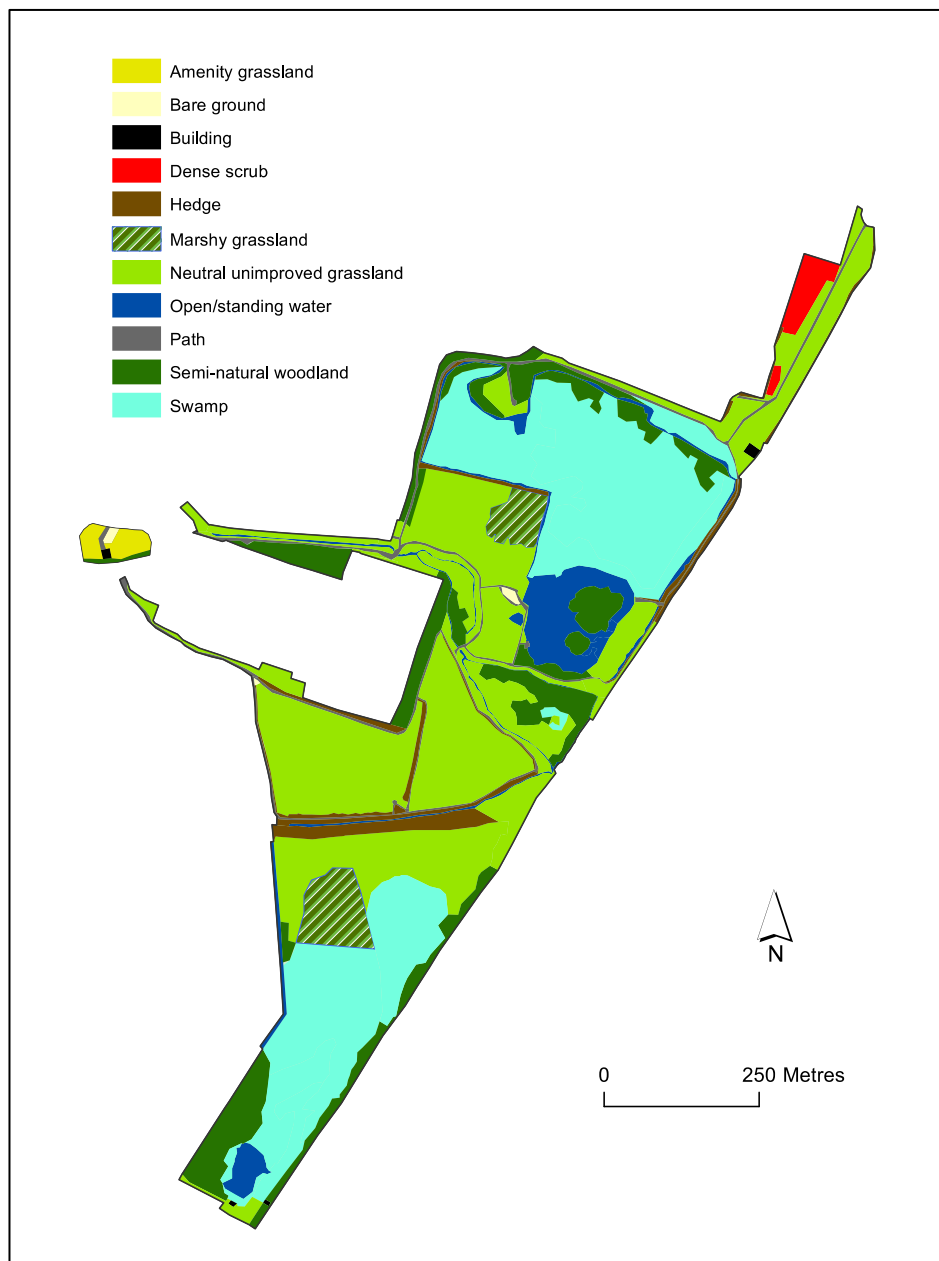 Amenity grassland
Bare ground
Building
Dense scrub
Hedge
Marshy grassland
Neutral unimproved grassland
Open/standing water
Path
Semi-natural woodland
Swamp
N
0 250 Metres